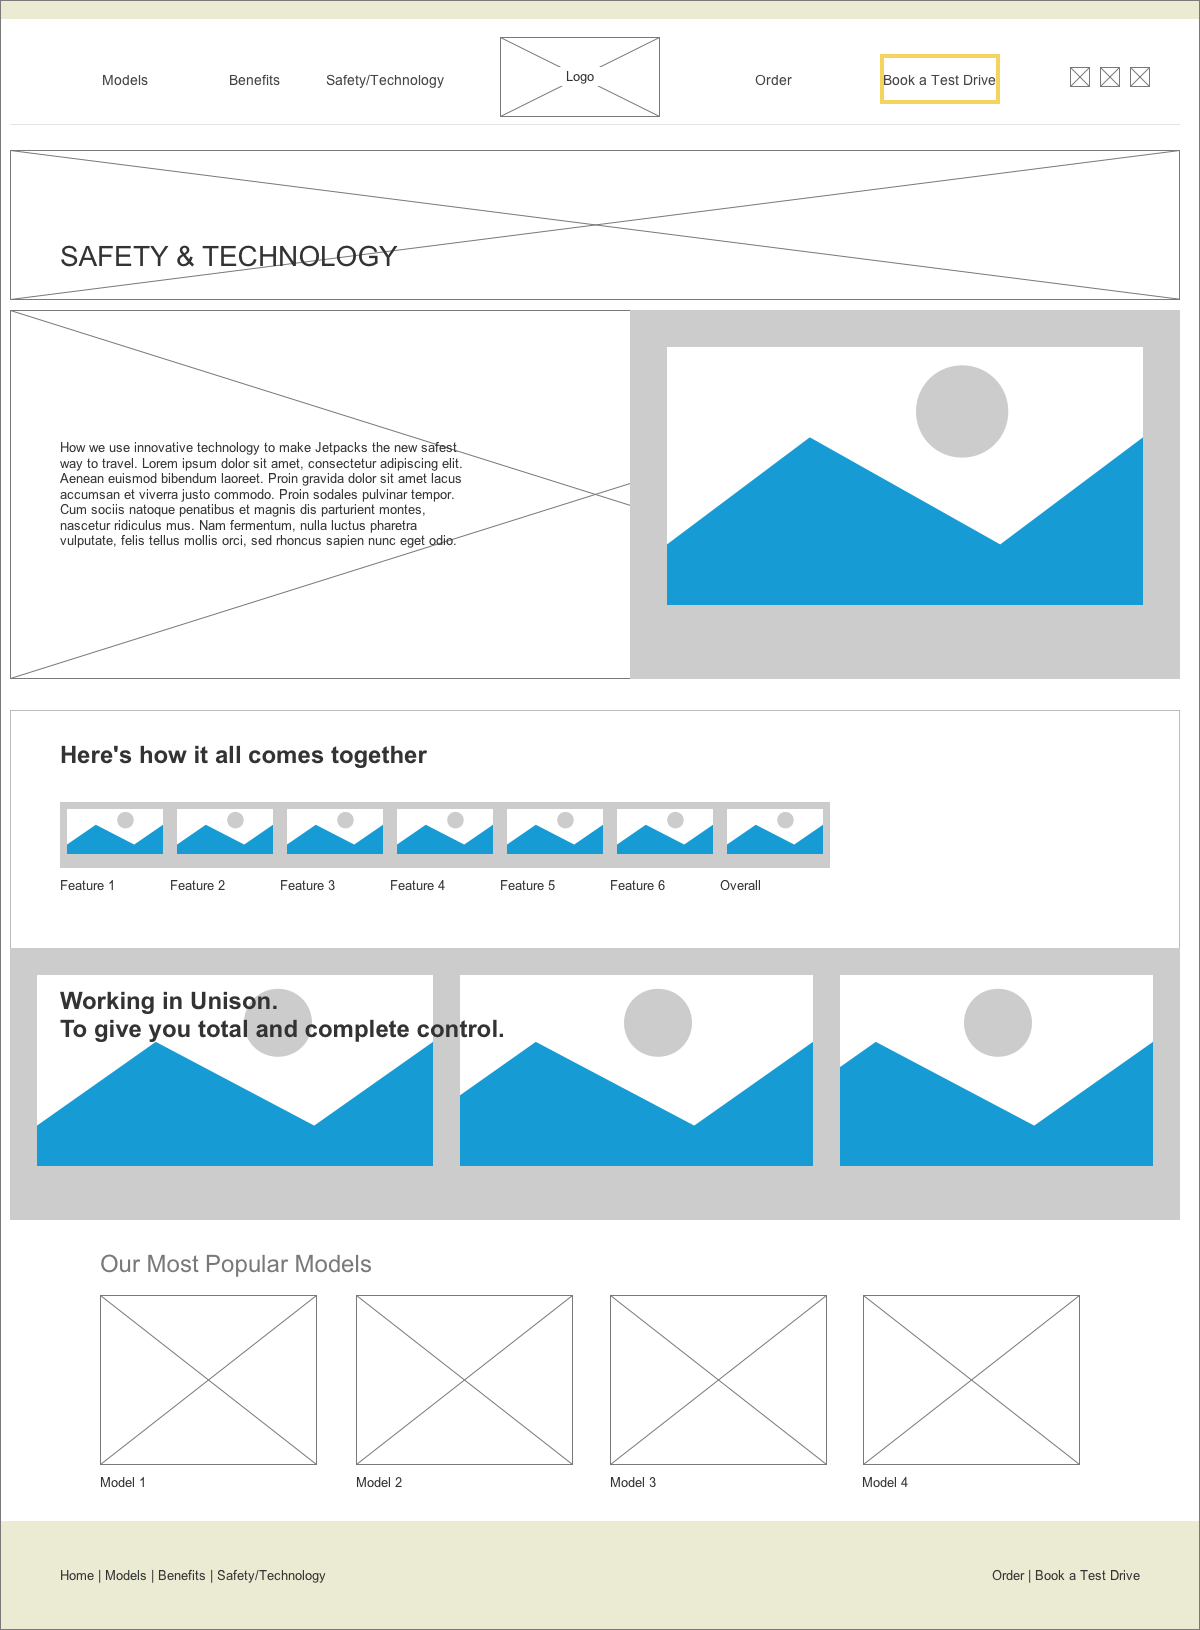 Models
Benefits
Safety/Technology
Logo
Order
Book a Test Drive
SAFETY & TECHNOLOGY
How we use innovative technology to make Jetpacks the new safest
way to travel. Lorem ipsum dolor sit amet, consectetur adipiscing elit.
Aenean euismod bibendum laoreet. Proin gravida dolor sit amet lacus
accumsan et viverra justo commodo. Proin sodales pulvinar tempor.
Cum sociis natoque penatibus et magnis dis parturient montes,
nascetur ridiculus mus. Nam fermentum, nulla luctus pharetra
vulputate, felis tellus mollis orci, sed rhoncus sapien nunc eget odio.
Here's how it all comes together
Feature 1
Feature 2
Feature 3
Feature 4
Feature 5
Feature 6
Overall
Working in Unison.
To give you total and complete control.
Our Most Popular Models
Model 1
Model 2
Model 3
Model 4
Home | Models | Benefits | Safety/Technology
Order | Book a Test Drive